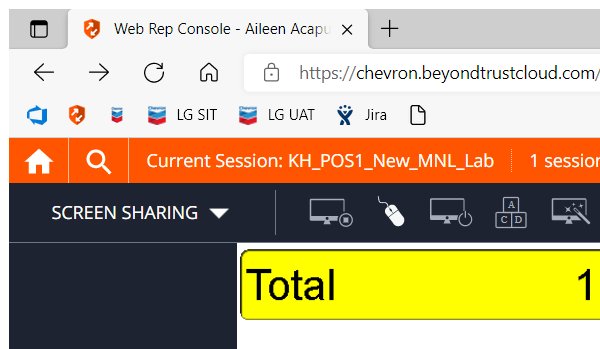 Web Rep Console - Aileen Acapu
https://chevron.beyondtrustcloud.com/
LG SIT LG UAT Jira
Current Session: KH_POS1_New_MNL_Lab 1 session
SCREEN SHARING A C D
Total 1